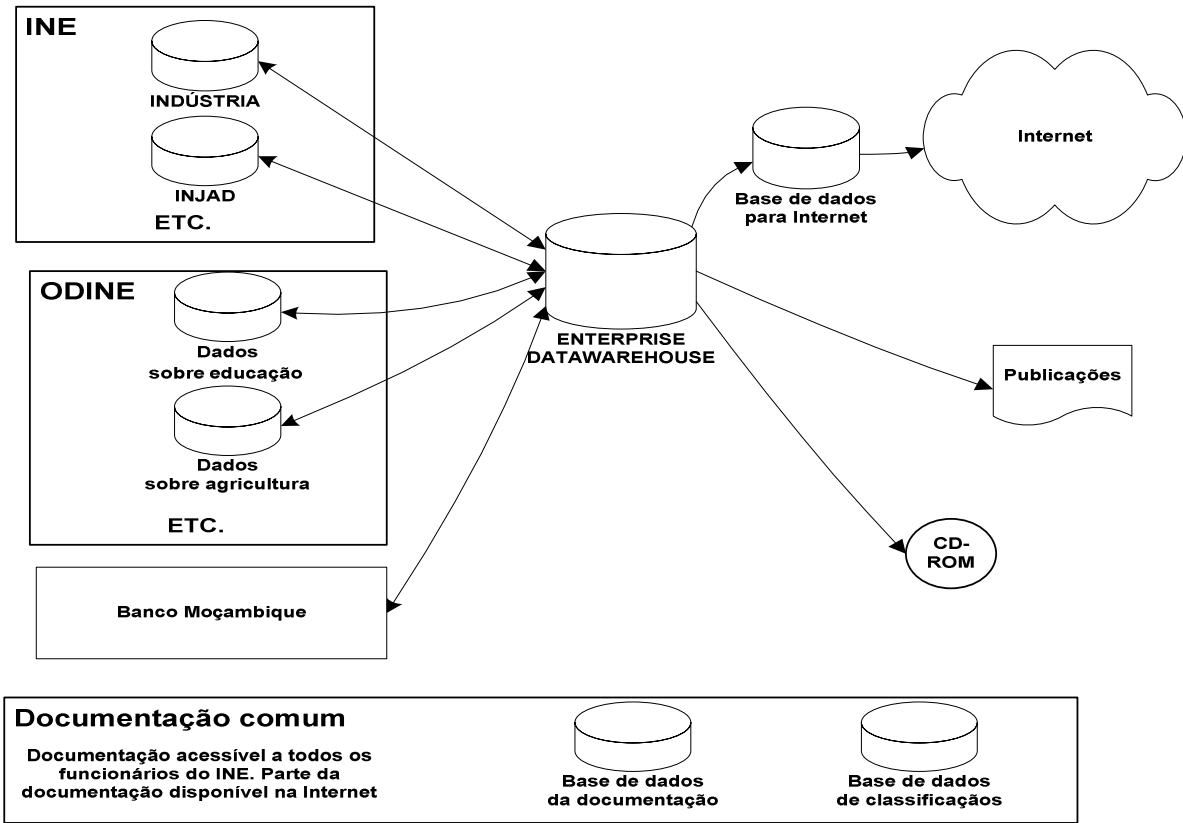 INE
INDÚSTRIA
INJAD
ETC.
ODINE
Dados
sobre educação
Dados
sobre agricultura
ETC.
Banco Moçambique
ENTERPRISE
DATAWAREHOUSE
Base de dados
para Internet
Internet
Publicações
CD-
ROM
Documentação comum
Documentação acessível a todos os
funcionários do INE. Parte da
documentação disponível na Internet
Base de dados
da documentação
Base de dados
de classificaçãos